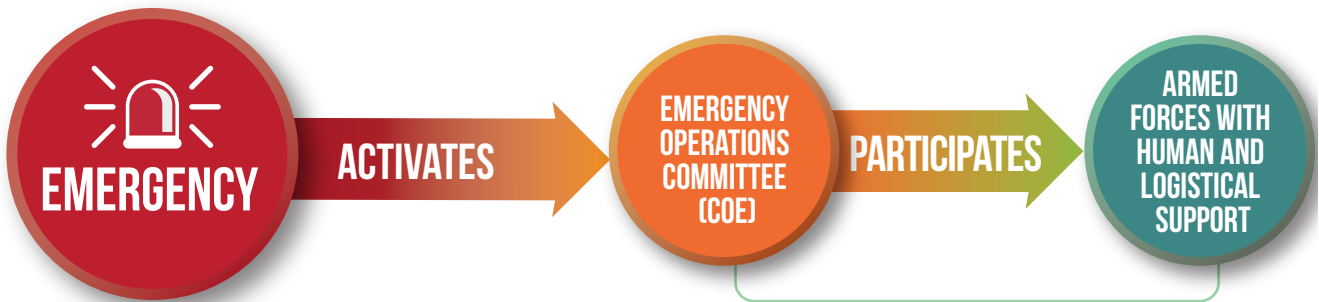 EMERGENCY
ACTIVATES
EMERGENCY
OPERATIONS
COMMITTEE
(COE)
PARTICIPATES
ARMED
FORCES WITH
HUMAN AND
LOGISTICAL
SUPPORT